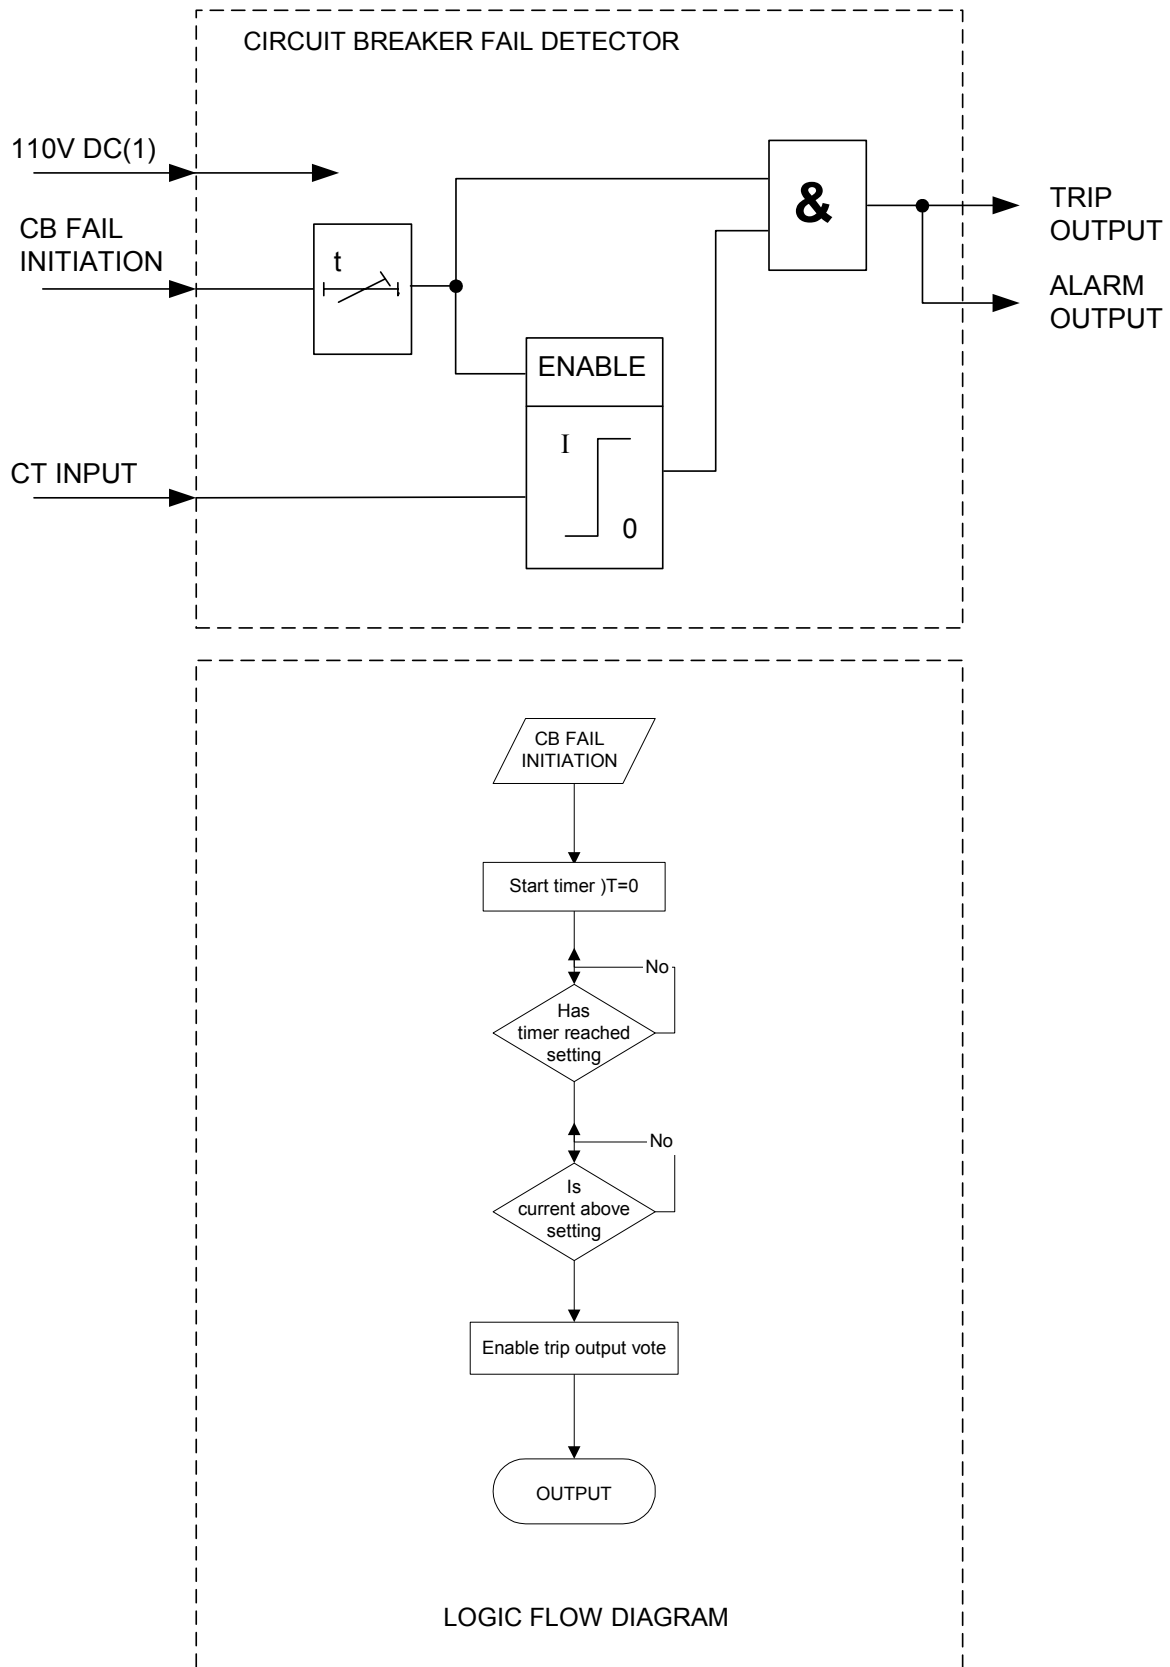 CIRCUIT BREAKER FAIL DETECTOR
110V DC(1)
CB FAIL
INITIATION
t
&
TRIP
OUTPUT
ALARM
OUTPUT
ENABLE
I
0
CT INPUT
CB FAIL
INITIATION
Start timer )T=0
No
Has
timer reached
setting
No
Is
current above
setting
Enable trip output vote
OUTPUT
LOGIC FLOW DIAGRAM